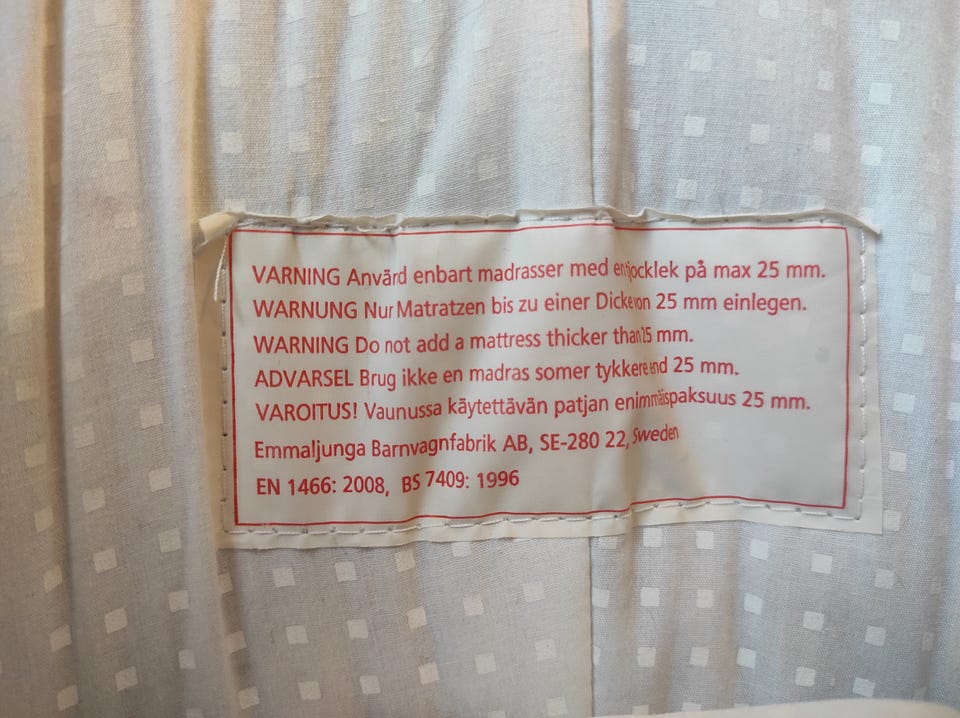 VARNING Anvärd enbart madrasser med en tjocklek på max 25 mm.
WARNUNG Nur Matratzen bis zu einer Dicke von 25 mm einlegen.
WARNING Do not add a mattress thicker than 25 mm.
ADVARSEL Brug ikke en madras somer tykkere end 25 mm.
VAROITUS! Vaunussa käytettävän patjan enimmäispaksuus 25 mm.
Emmaljunga Barnvagnfabrik AB, SE-280 22, Sweden
EN 1466: 2008, BS 7409: 1996